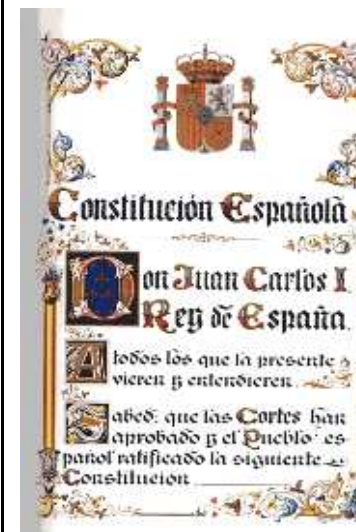 Constitución Española
Don Juan Carlos I
Rey de España
A todos los que la presente
vieren y entendieren
Sabed: que las Cortes han
aprobado y el Pueblo es
pañol ratificado la siguiente
Constitución